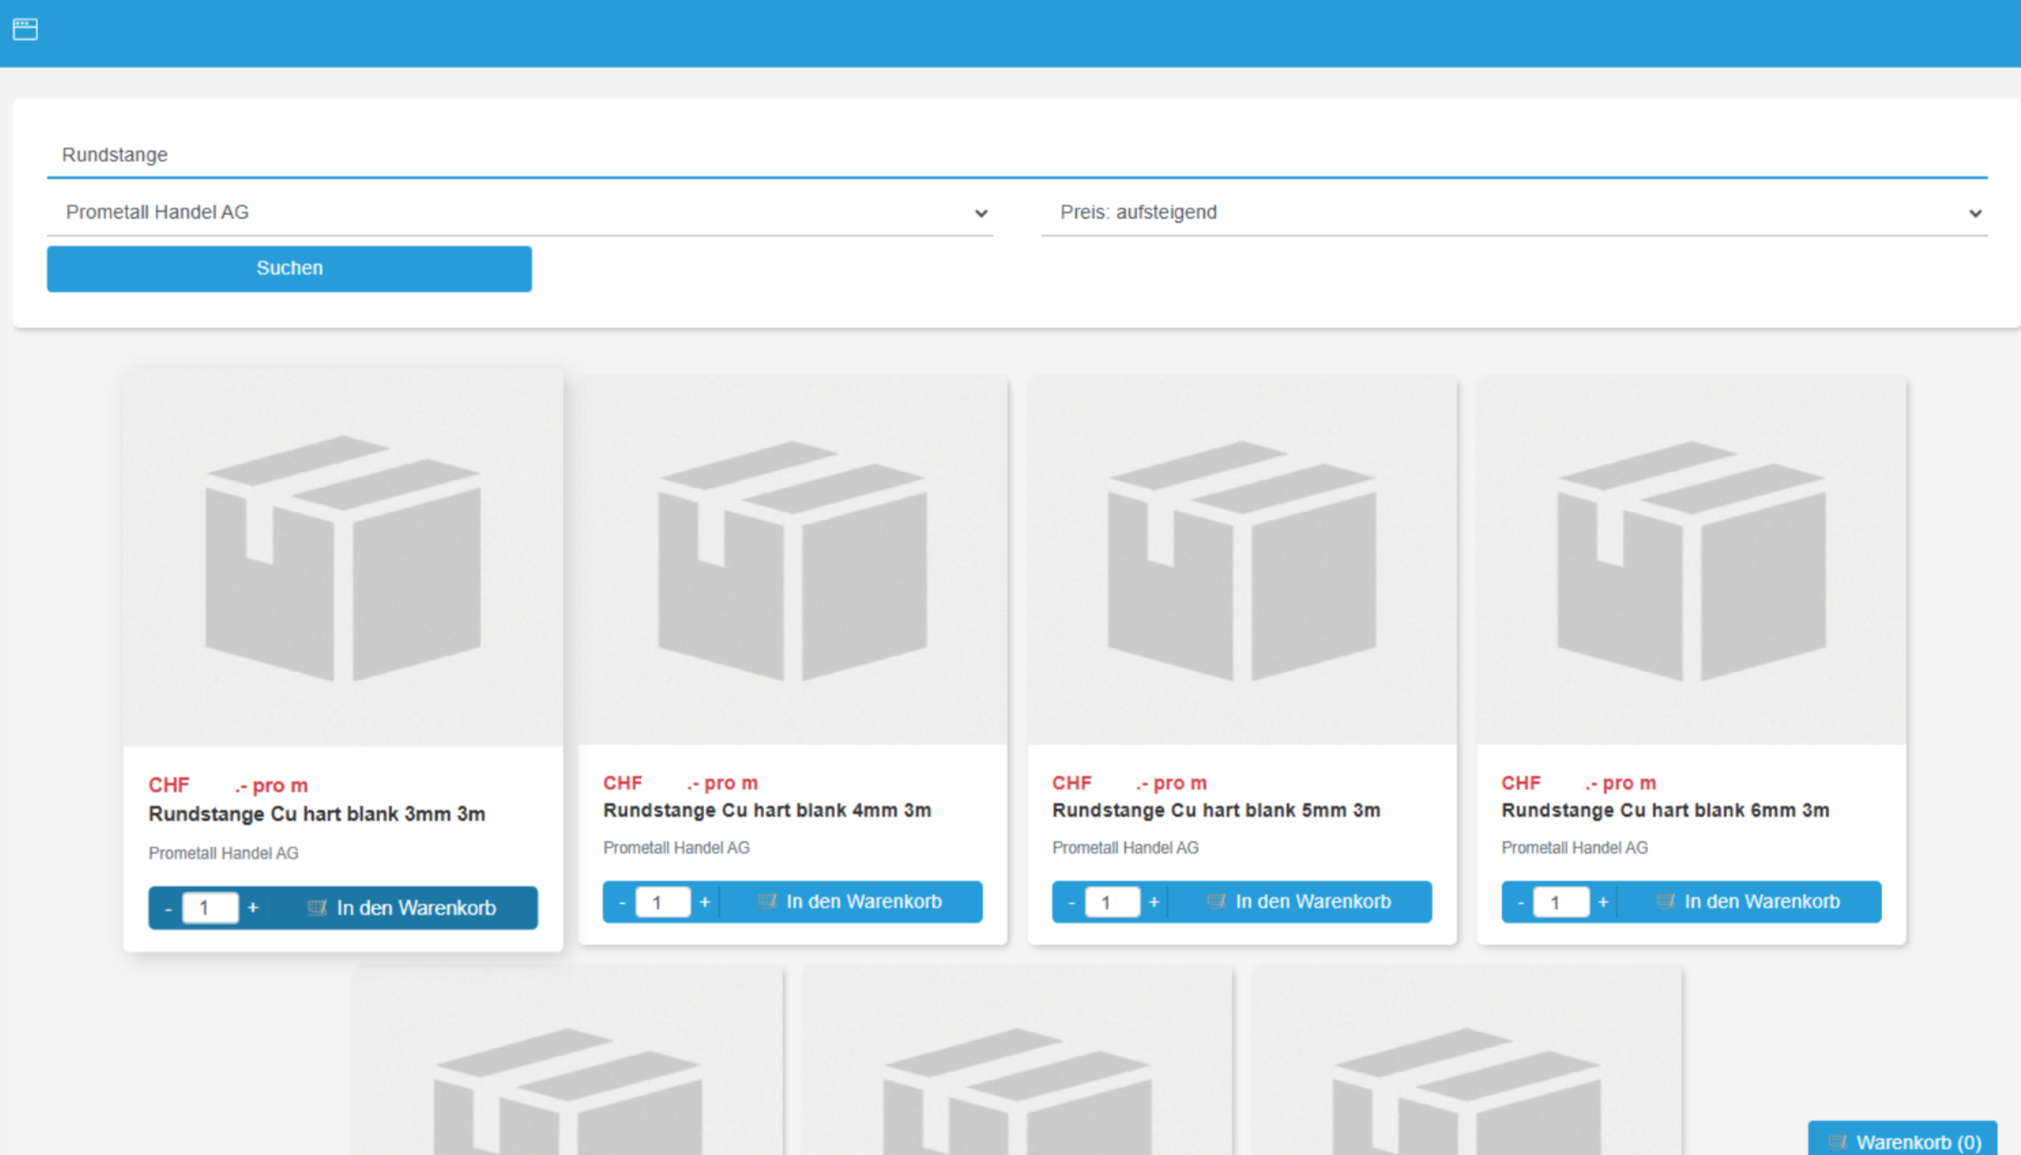 Rundstange
Prometall Handel AG
Preis: aufsteigend
Suchen
CHF .- pro m
Rundstange Cu hart blank 3mm 3m
Prometall Handel AG
- 1 + In den Warenkorb
CHF .- pro m
Rundstange Cu hart blank 4mm 3m
Prometall Handel AG
- 1 + In den Warenkorb
CHF .- pro m
Rundstange Cu hart blank 5mm 3m
Prometall Handel AG
- 1 + In den Warenkorb
CHF .- pro m
Rundstange Cu hart blank 6mm 3m
Prometall Handel AG
- 1 + In den Warenkorb
Warenkorb (0)